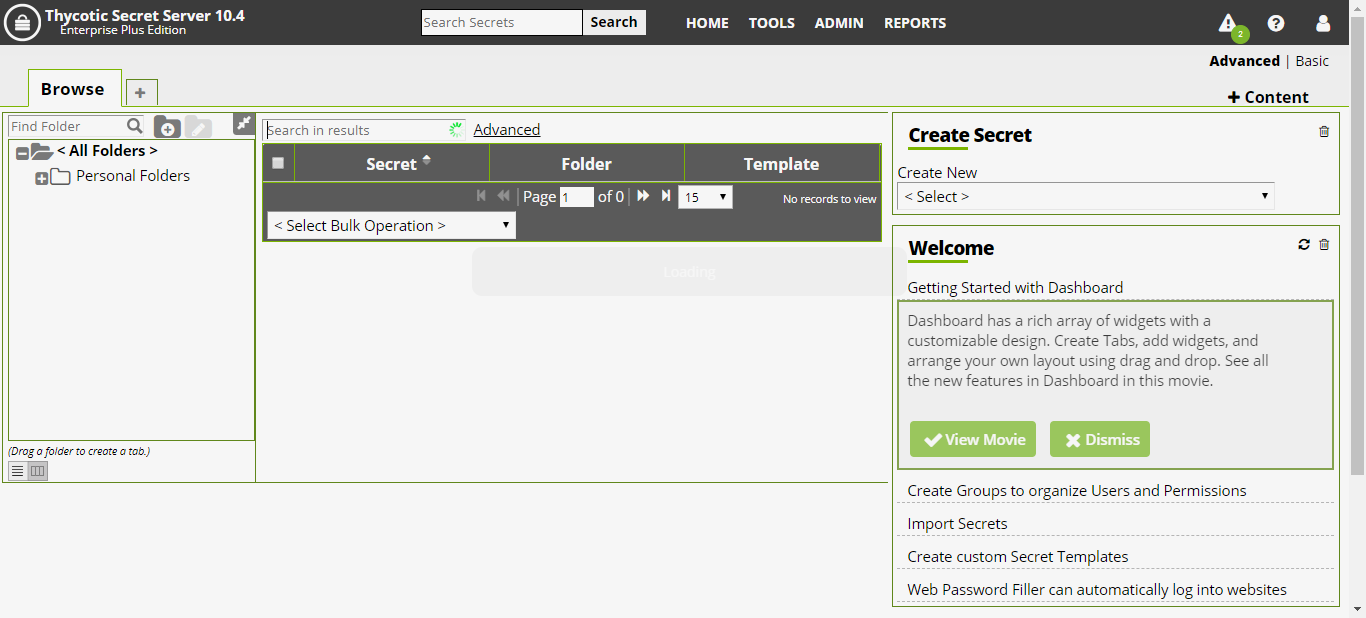 Thycotic Secret Server 10.4
Enterprise Plus Edition
Search Secrets
Search
HOME
TOOLS
ADMIN
REPORTS
2
Advanced | Basic
Browse
+
+ Content
Find Folder
Search in results
Advanced
< All Folders >
Personal Folders
(Drag a folder to create a tab.)
Secret
Folder
Template
Page 1 of 0
15
No records to view
< Select Bulk Operation >
Loading
Create Secret
Create New
< Select >
Welcome
Getting Started with Dashboard
Dashboard has a rich array of widgets with a
customizable design. Create Tabs, add widgets, and
arrange your own layout using drag and drop. See all
the new features in Dashboard in this movie.
View Movie
Dismiss
Create Groups to organize Users and Permissions
Import Secrets
Create custom Secret Templates
Web Password Filler can automatically log into websites